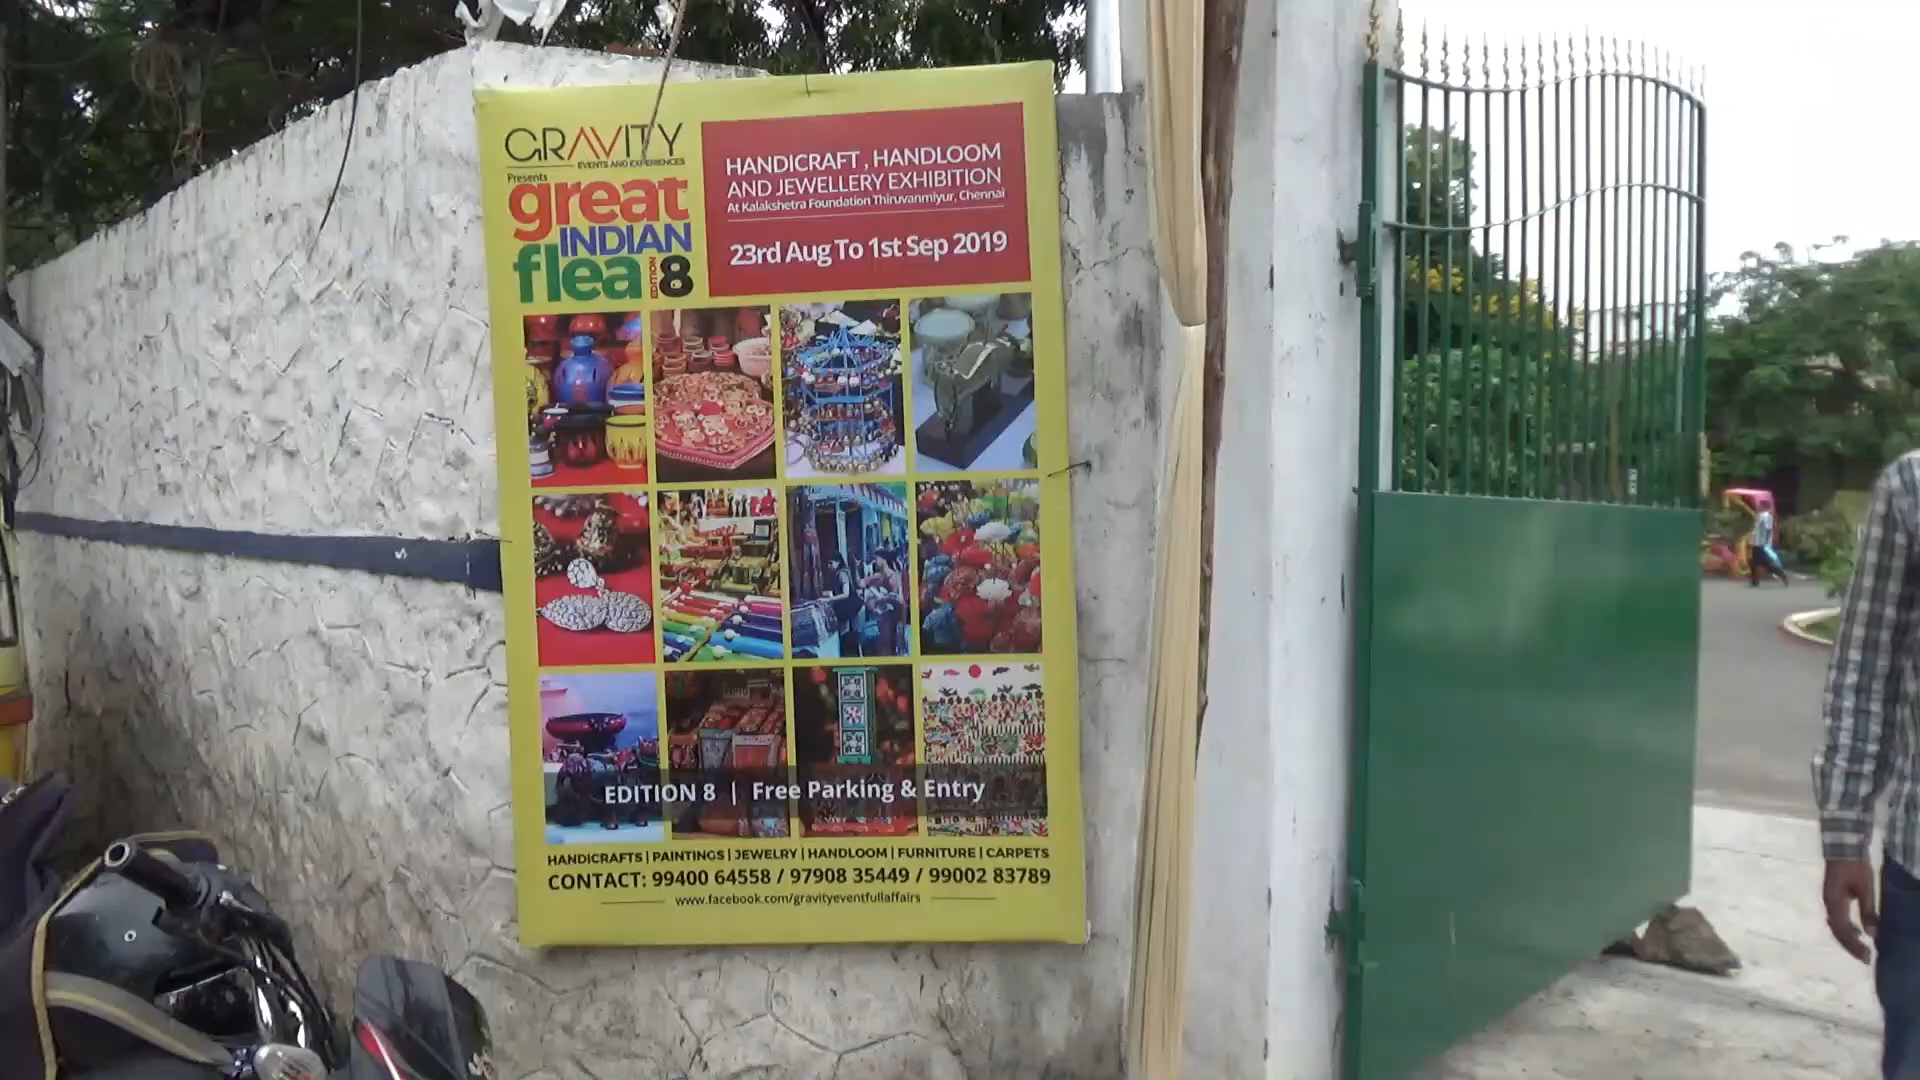 GRAVITY
EVENTS AND EXPERIENCES
Presents
great
INDIAN
flea
EDITION 8
HANDICRAFT , HANDLOOM
AND JEWELLERY EXHIBITION
At Kalakshetra Foundation Thiruvanmiyur, Chennai
23rd Aug To 1st Sep 2019
EDITION 8 | Free Parking & Entry
HANDICRAFTS | PAINTINGS | JEWELRY | HANDLOOM | FURNITURE | CARPETS
CONTACT: 99400 64558 / 97908 35449 / 99002 83789
www.facebook.com/gravityeventfullaffairs